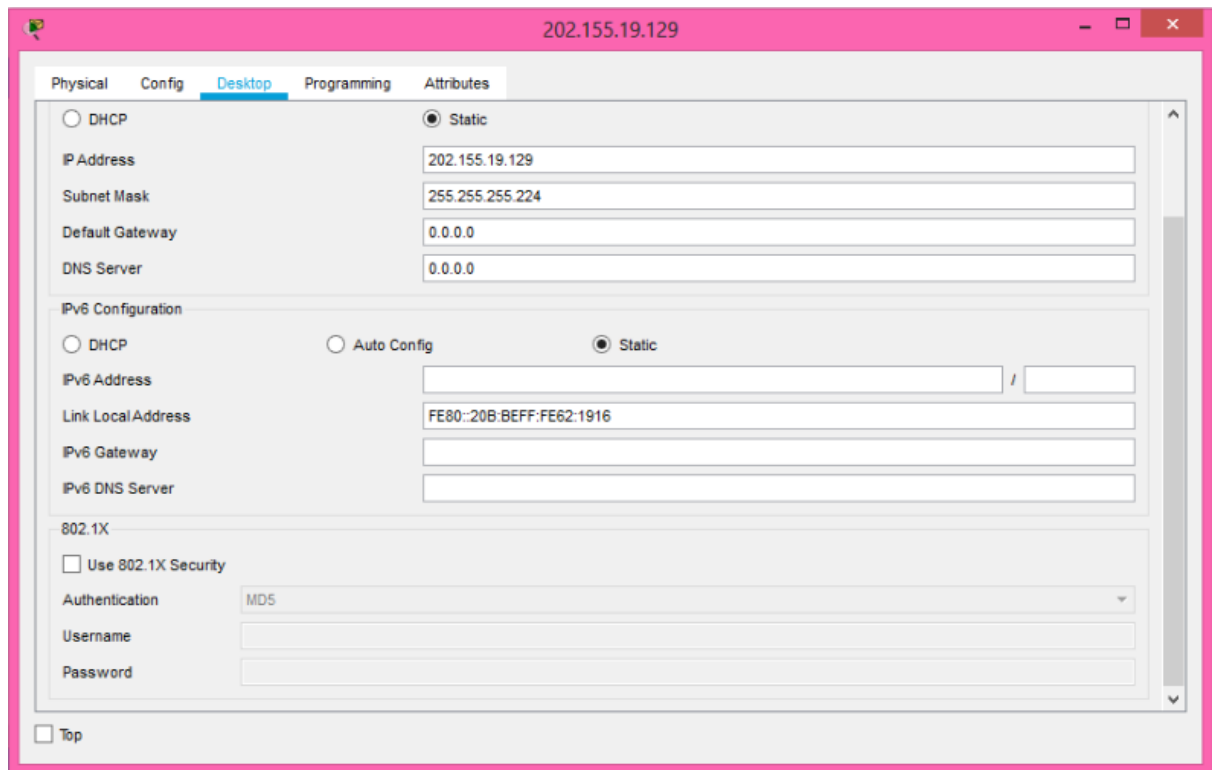 202.155.19.129
Physical Config Desktop Programming Attributes
DHCP Static
IP Address 202.155.19.129
Subnet Mask 255.255.255.224
Default Gateway 0.0.0.0
DNS Server 0.0.0.0
IPv6 Configuration
DHCP Auto Config Static
IPv6 Address /
Link Local Address FE80::20B:BEFF:FE62:1916
IPv6 Gateway
IPv6 DNS Server
802.1X
Use 802.1X Security
Authentication MD5
Username
Password
Top